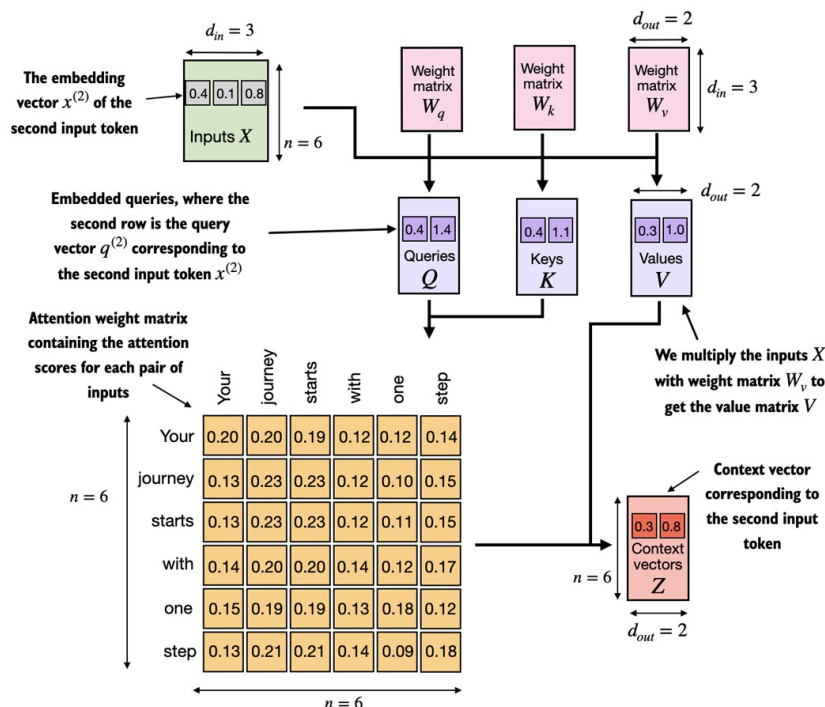 d_in = 3
The embedding
vector x^(2) of the
second input token
0.4 0.1 0.8
Inputs X
n = 6
Weight
matrix
W_q
Weight
matrix
W_k
d_out = 2
Weight
matrix
W_v
d_in = 3
Embedded queries, where the
second row is the query
vector q^(2) corresponding to
the second input token x^(2)
0.4 1.4
Queries
Q
0.4 1.1
Keys
K
d_out = 2
0.3 1.0
Values
V
We multiply the inputs X
with weight matrix W_v to
get the value matrix V
Attention weight matrix
containing the attention
scores for each pair of
inputs
Your journey starts with one step
Your 0.20 0.20 0.19 0.12 0.12 0.14
journey 0.13 0.23 0.23 0.12 0.10 0.15
starts 0.13 0.23 0.23 0.12 0.11 0.15
with 0.14 0.20 0.20 0.14 0.12 0.17
one 0.15 0.19 0.19 0.13 0.18 0.12
step 0.13 0.21 0.21 0.14 0.09 0.18
n = 6
n = 6
Context vector
corresponding to
the second input
token
0.3 0.8
Context
vectors
Z
n = 6
d_out = 2